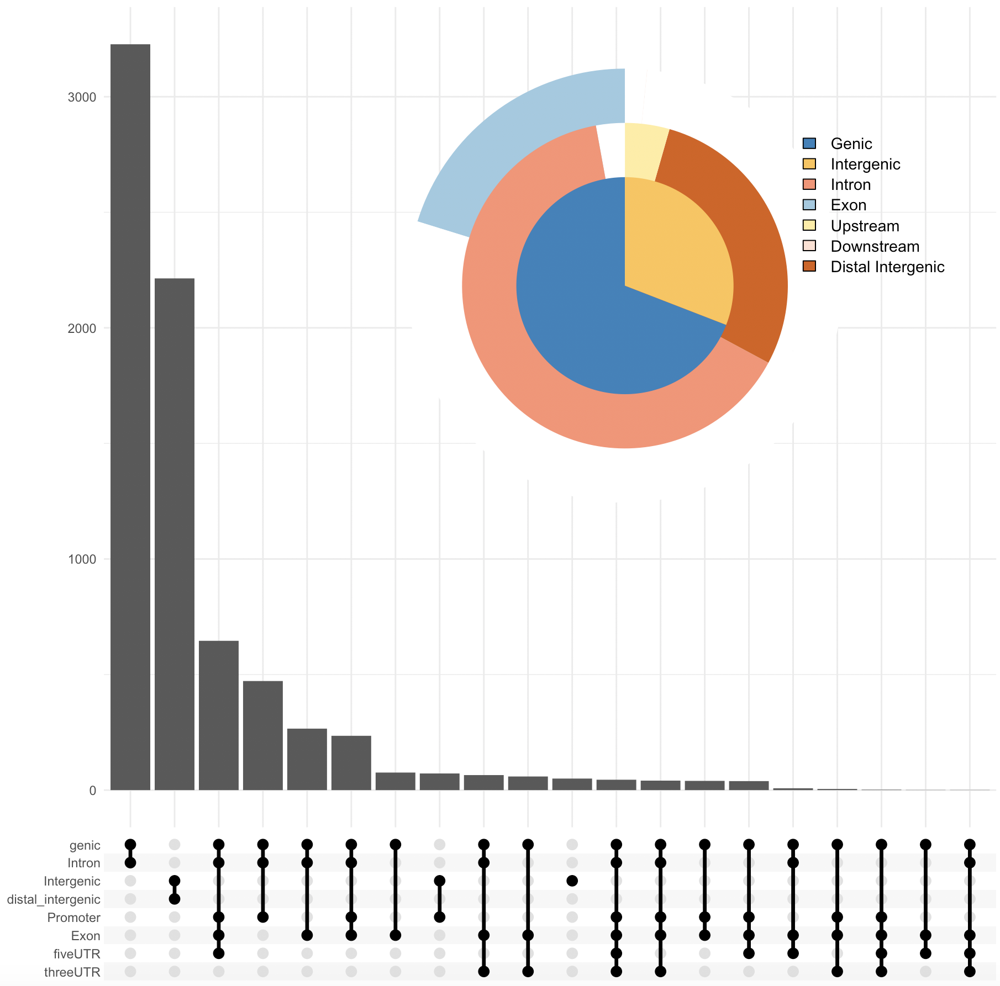 3000
2000
1000
0
Genic
Intergenic
Intron
Exon
Upstream
Downstream
Distal Intergenic
genic
Intron
Intergenic
distal_intergenic
Promoter
Exon
fiveUTR
threeUTR